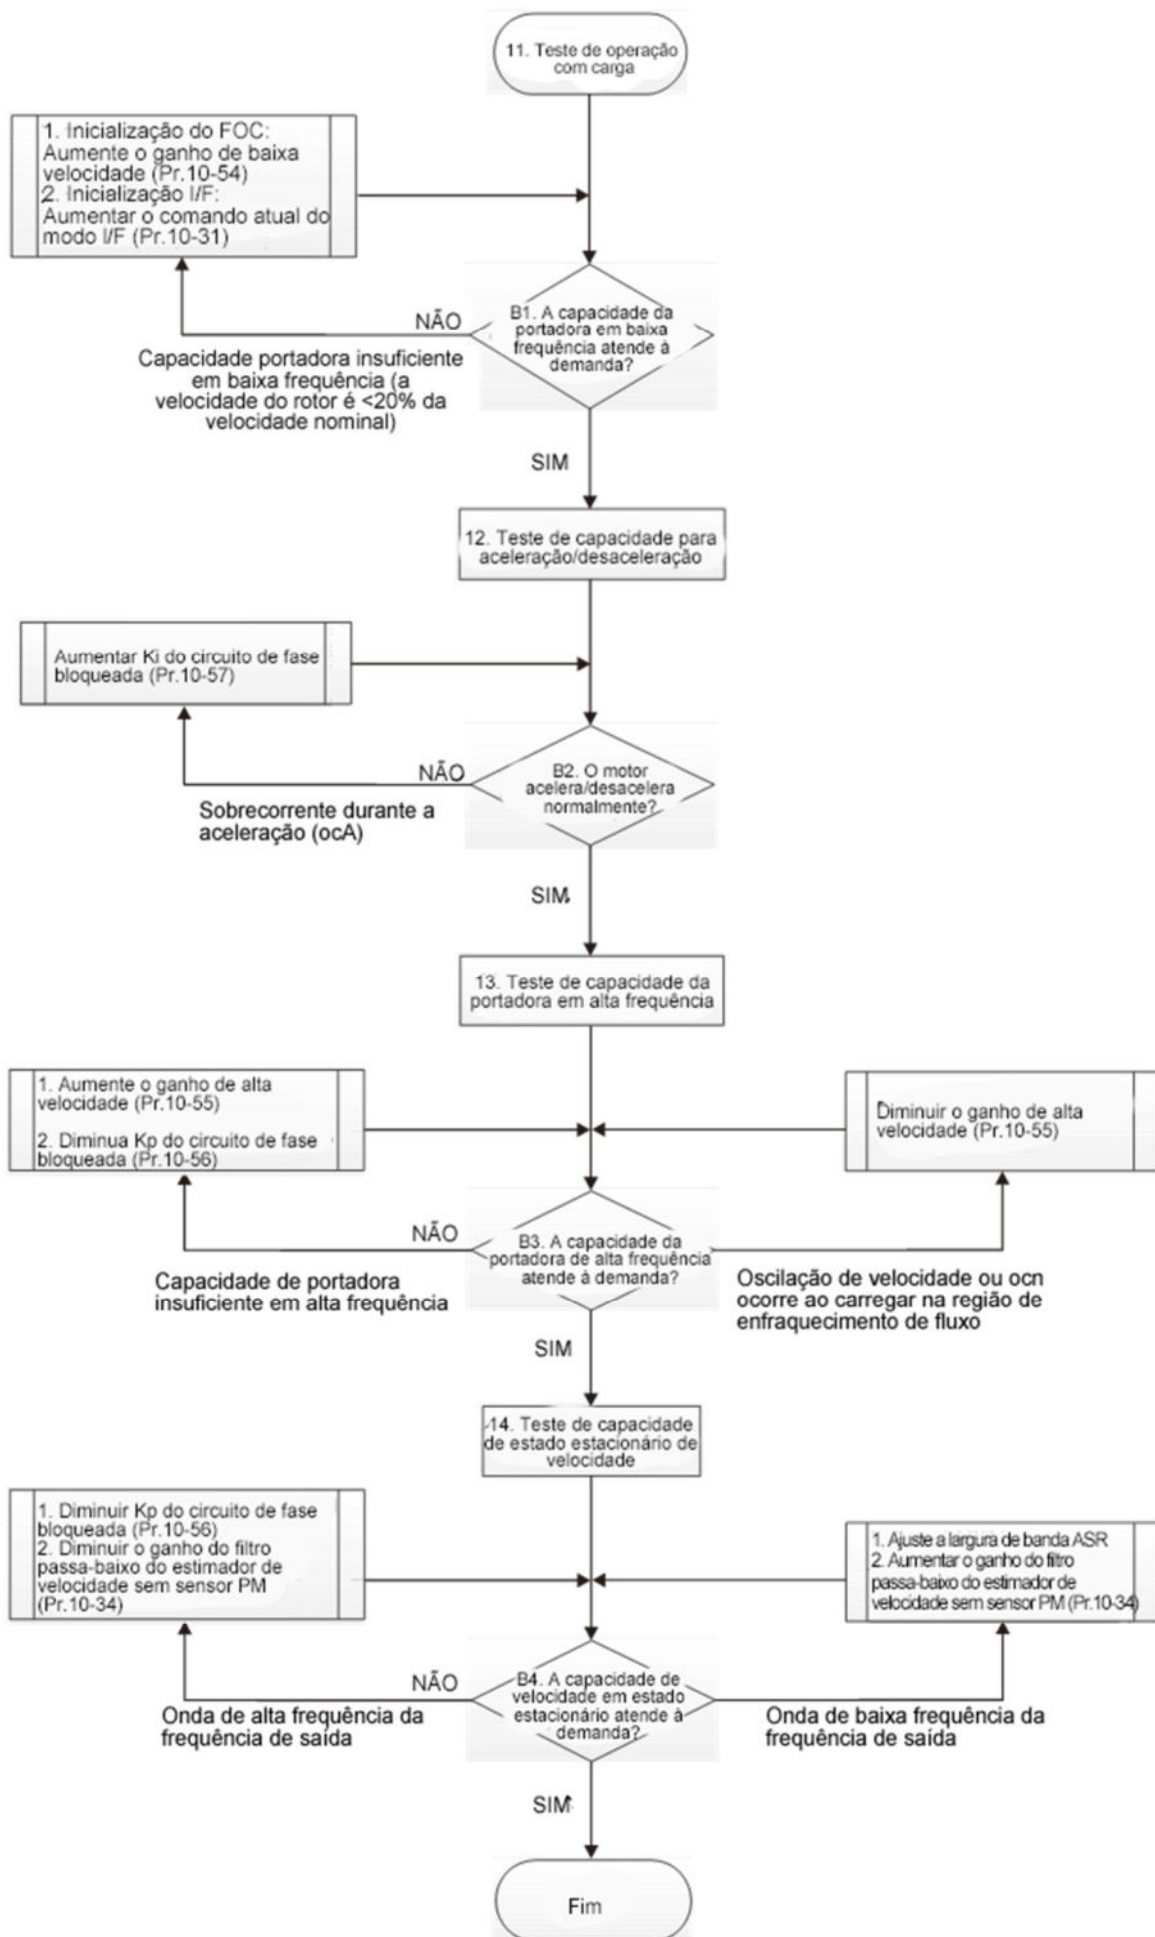 11. Teste de operação
com carga
1. Inicialização do FOC:
Aumente o ganho de baixa
velocidade (Pr.10-54)
2. Inicialização I/F:
Aumentar o comando atual do
modo I/F (Pr.10-31)
B1. A capacidade da
portadora em baixa
frequência atende à
demanda?
NÃO
Capacidade portadora insuficiente
em baixa frequência (a
velocidade do rotor é <20% da
velocidade nominal)
SIM
12. Teste de capacidade para
aceleração/desaceleração
Aumentar Ki do circuito de fase
bloqueada (Pr.10-57)
B2. O motor
acelera/desacelera
normalmente?
NÃO
Sobrecorrente durante a
aceleração (ocA)
SIM
13. Teste de capacidade da
portadora em alta frequência
1. Aumente o ganho de alta
velocidade (Pr.10-55)
2. Diminua Kp do circuito de fase
bloqueada (Pr.10-56)
Diminuir o ganho de alta
velocidade (Pr.10-55)
B3. A capacidade da
portadora de alta frequência
atende à demanda?
NÃO
Capacidade de portadora
insuficiente em alta frequência
Oscilação de velocidade ou ocn
ocorre ao carregar na região de
enfraquecimento de fluxo
SIM
14. Teste de capacidade
de estado estacionário de
velocidade
1. Diminuir Kp do circuito de fase
bloqueada (Pr.10-56)
2. Diminuir o ganho do filtro
passa-baixo do estimador de
velocidade sem sensor PM
(Pr.10-34)
1. Ajuste a largura de banda ASR
2. Aumentar o ganho do filtro
passa-baixo do estimador de
velocidade sem sensor PM (Pr.10-34)
B4. A capacidade de
velocidade em estado
estacionário atende à
demanda?
NÃO
Onda de alta frequência da
frequência de saída
Onda de baixa frequência da
frequência de saída
SIM
Fim